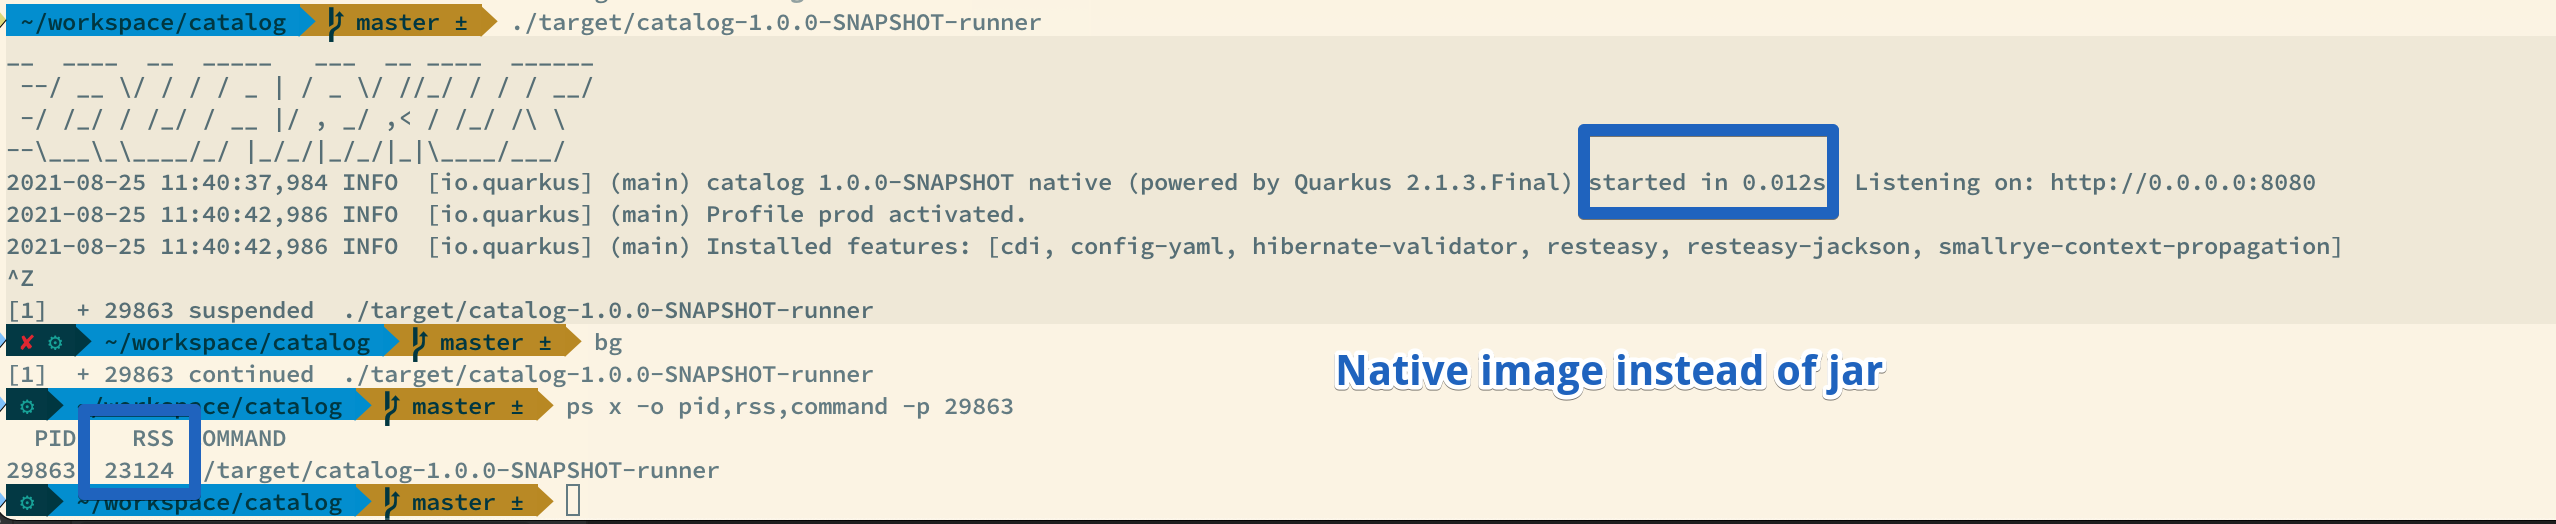 ~/workspace/catalog master ± ./target/catalog-1.0.0-SNAPSHOT-runner
__  ____  __  _____   ___  __ ____  ______
 --/ __ \/ / / / _ | / _ \/ //_/ / / / __/
 -/ /_/ / /_/ / __ |/ , _/ ,< / /_/ /\ \
--\___\_\____/_/ |_/_/|_/_/|_|\____/___/
2021-08-25 11:40:37,984 INFO  [io.quarkus] (main) catalog 1.0.0-SNAPSHOT native (powered by Quarkus 2.1.3.Final) started in 0.012s Listening on: http://0.0.0.0:8080
2021-08-25 11:40:42,986 INFO  [io.quarkus] (main) Profile prod activated.
2021-08-25 11:40:42,986 INFO  [io.quarkus] (main) Installed features: [cdi, config-yaml, hibernate-validator, resteasy, resteasy-jackson, smallrye-context-propagation]
^Z
[1]  + 29863 suspended  ./target/catalog-1.0.0-SNAPSHOT-runner
✘ ⚙ ~/workspace/catalog master ± bg
Native image instead of jar
[1]  + 29863 continued  ./target/catalog-1.0.0-SNAPSHOT-runner
⚙ ~/workspace/catalog master ± ps x -o pid,rss,command -p 29863
PID RSS OMMAND
29863 23124 /target/catalog-1.0.0-SNAPSHOT-runner
⚙ ~/workspace/catalog master ±